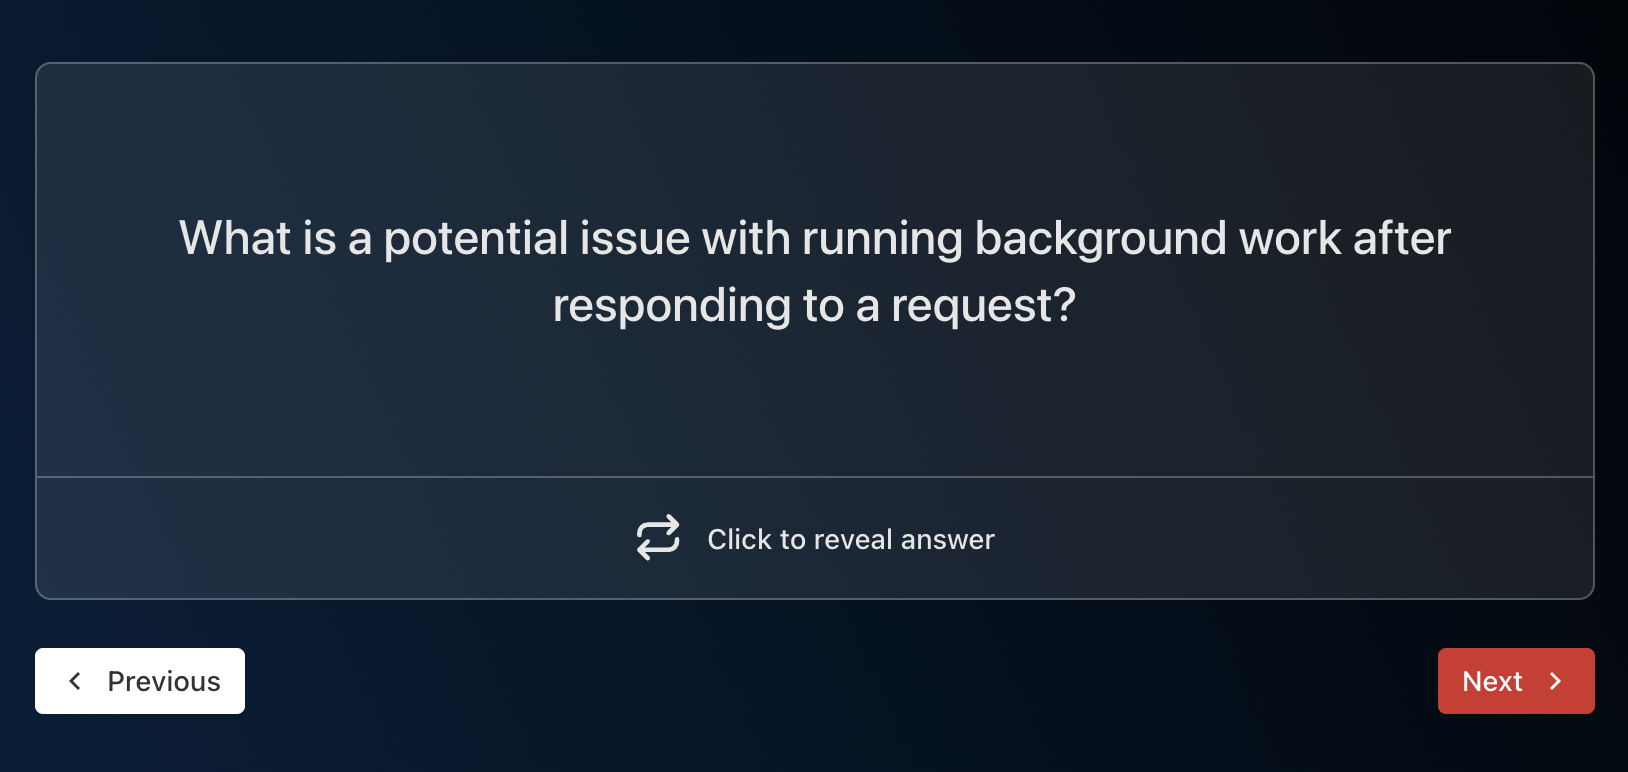 What is a potential issue with running background work after
responding to a request?
Click to reveal answer
Previous
Next